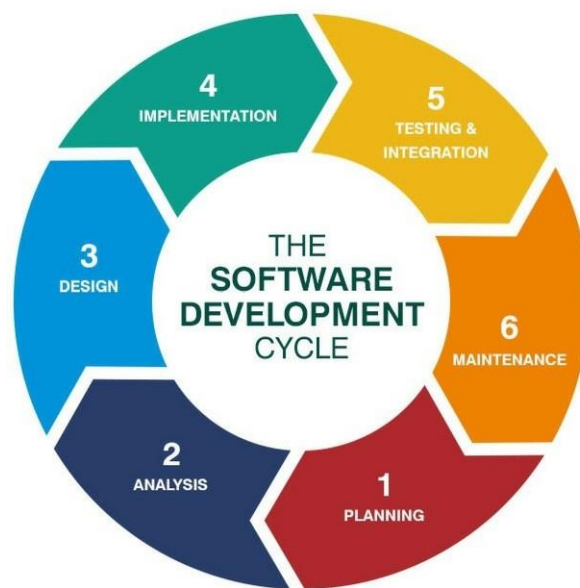 THE
SOFTWARE
DEVELOPMENT
CYCLE
1
PLANNING
2
ANALYSIS
3
DESIGN
4
IMPLEMENTATION
5
TESTING &
INTEGRATION
6
MAINTENANCE